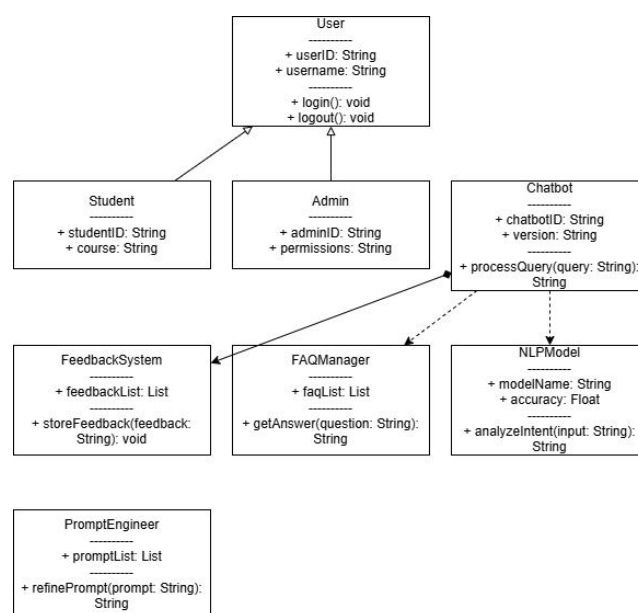 User
----------
+ userID: String
+ username: String
----------
+ login(): void
+ logout(): void
Student
----------
+ studentID: String
+ course: String
Admin
----------
+ adminID: String
+ permissions: String
Chatbot
----------
+ chatbotID: String
+ version: String
----------
+ processQuery(query: String):
String
FeedbackSystem
----------
+ feedbackList: List
----------
+ storeFeedback(feedback:
String): void
FAQManager
----------
+ faqList: List
----------
+ getAnswer(question: String):
String
NLPModel
----------
+ modelName: String
+ accuracy: Float
----------
+ analyzeIntent(input: String):
String
PromptEngineer
----------
+ promptList: List
----------
+ refinePrompt(prompt: String):
String